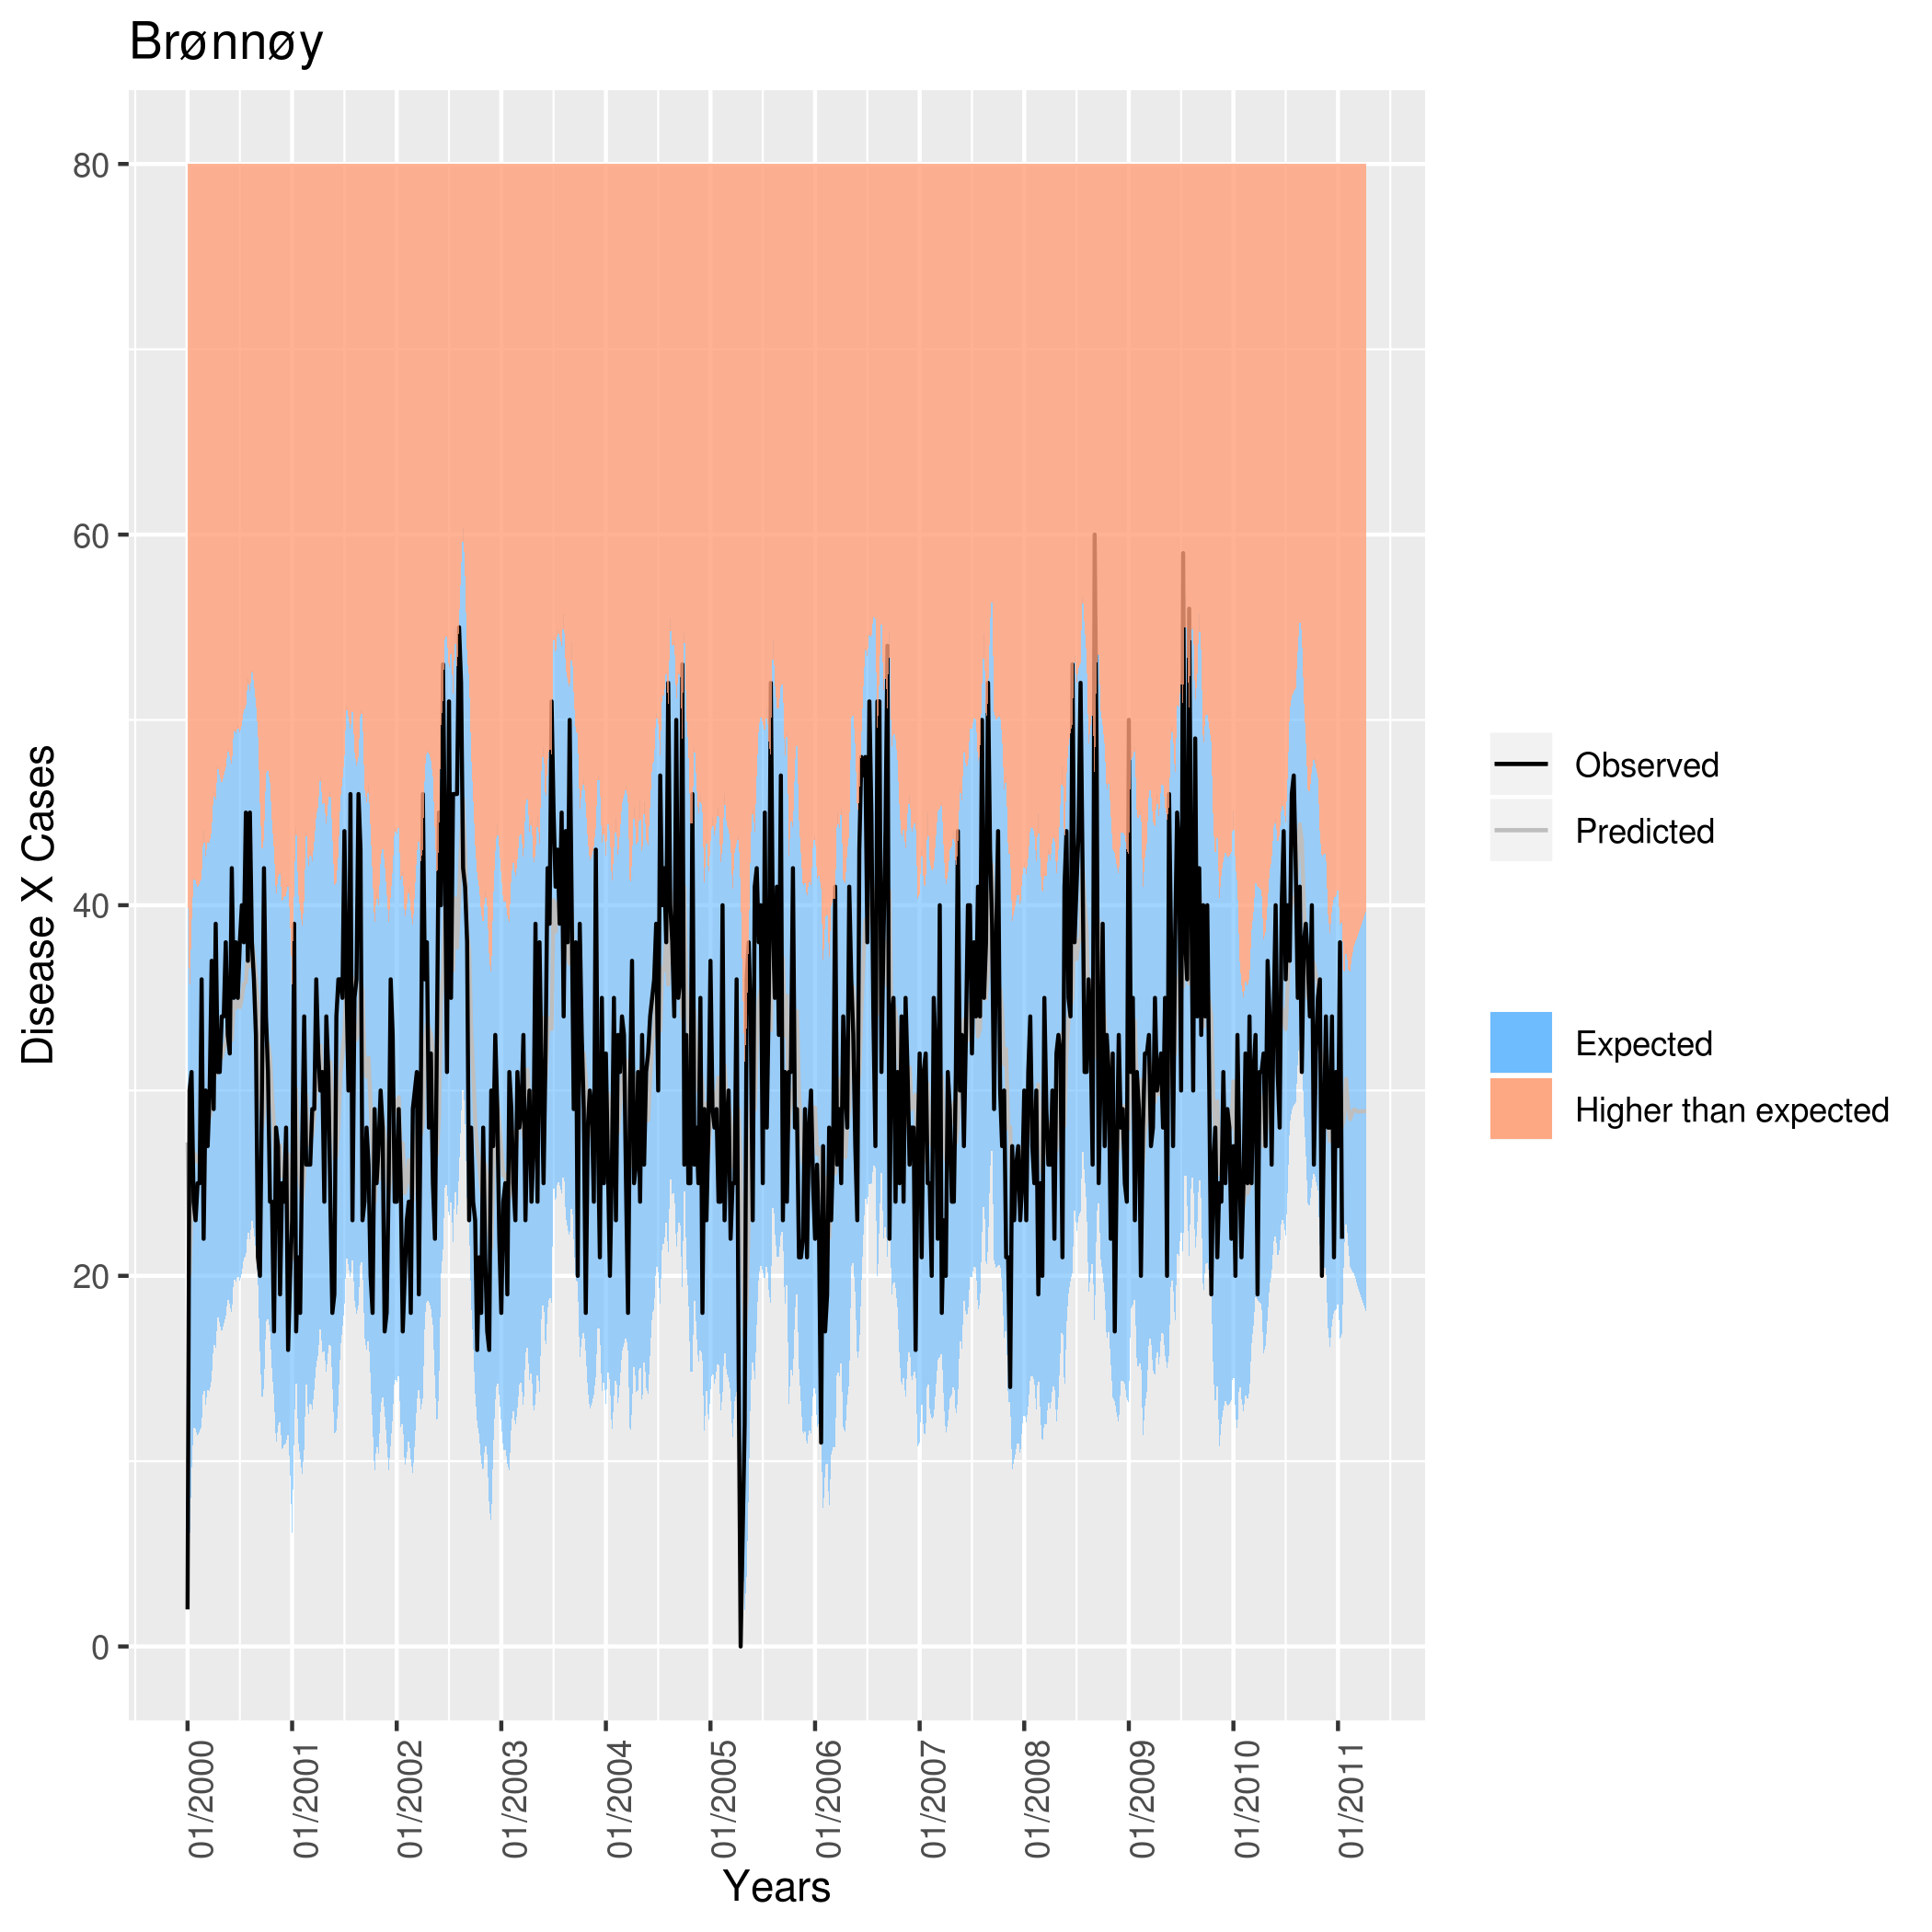 Brønnøy
Disease X Cases
80
60
40
20
0
01/2000
01/2001
01/2002
01/2003
01/2004
01/2005
01/2006
01/2007
01/2008
01/2009
01/2010
01/2011
Years
Observed
Predicted
Expected
Higher than expected